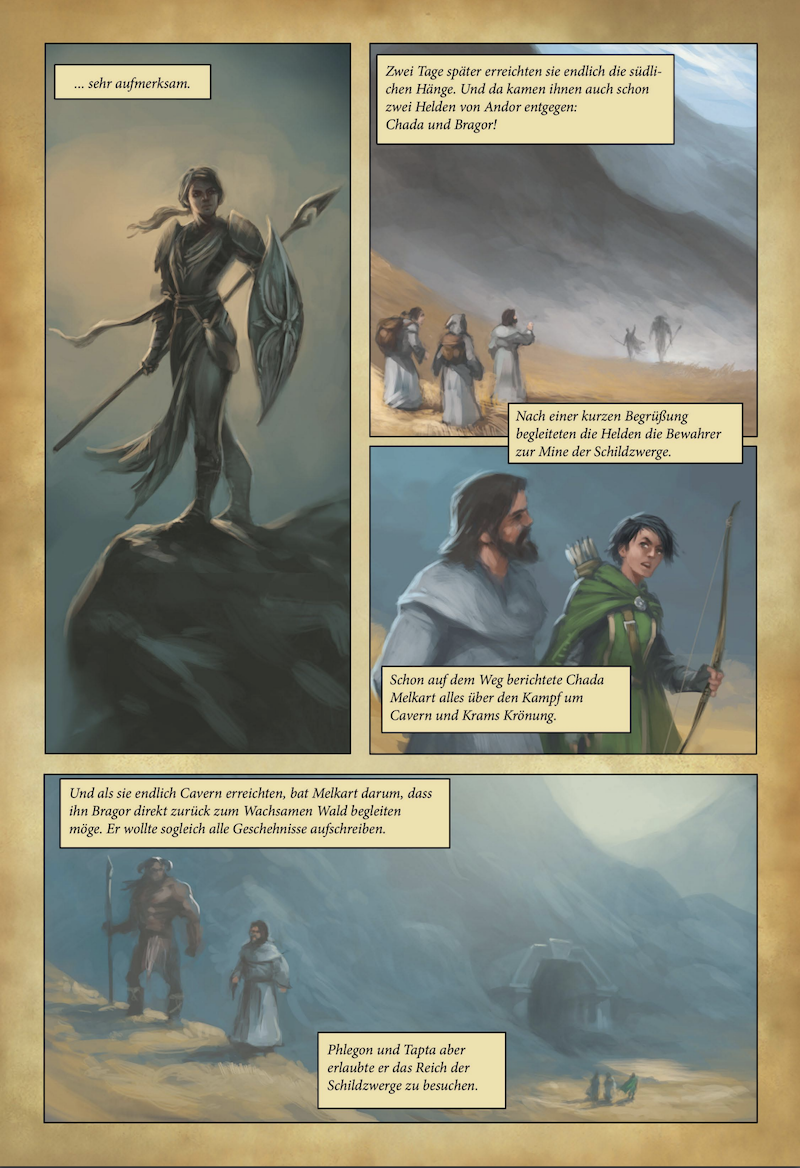 ... sehr aufmerksam.
Zwei Tage später erreichten sie endlich die südli-
chen Hänge. Und da kamen ihnen auch schon
zwei Helden von Andor entgegen:
Chada und Bragor!
Nach einer kurzen Begrüßung
begleiteten die Helden die Bewahrer
zur Mine der Schildzwerge.
Schon auf dem Weg berichtete Chada
Melkart alles über den Kampf um
Cavern und Krams Krönung.
Und als sie endlich Cavern erreichten, bat Melkart darum, dass
ihn Bragor direkt zurück zum Wachsamen Wald begleiten
möge. Er wollte sogleich alle Geschehnisse aufschreiben.
Phlegon und Tapta aber
erlaubte er das Reich der
Schildzwerge zu besuchen.